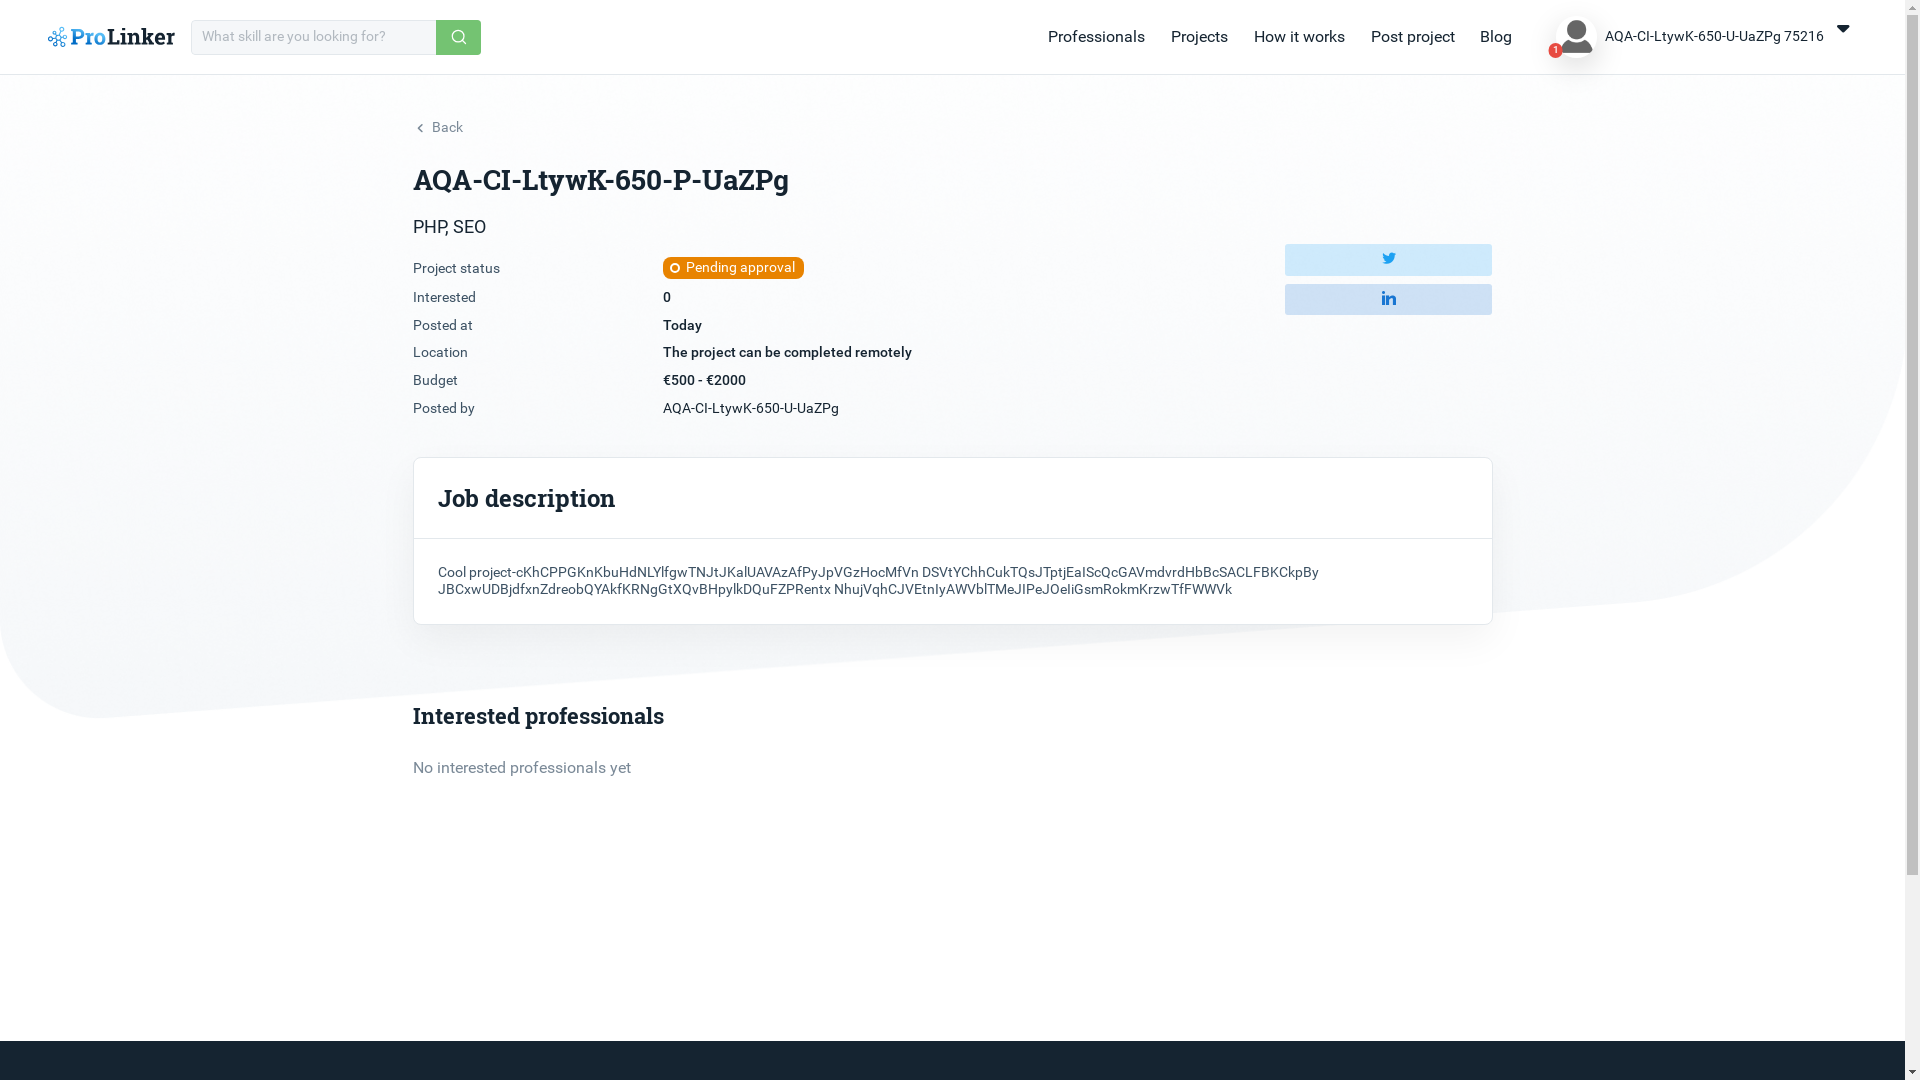 ProLinker
What skill are you looking for?
Professionals
Projects
How it works
Post project
Blog
1
AQA-CI-LtywK-650-U-UaZPg 75216
Back
AQA-CI-LtywK-650-P-UaZPg
PHP, SEO
Project status Pending approval
Interested 0
Posted at Today
Location The project can be completed remotely
Budget €500 - €2000
Posted by AQA-CI-LtywK-650-U-UaZPg
in
Job description
Cool project-cKhCPPGKnKbuHdNLYlfgwTNJtJKalUAVAzAfPyJpVGzHocMfVn DSVtYChhCukTQsJTptjEaIScQcGAVmdvrdHbBcSACLFBKCkpBy
JBCxwUDBjdfxnZdreobQYAkfKRNgGtXQvBHpylkDQuFZPRentx NhujVqhCJVEtnIyAWVblTMeJIPeJOeIiGsmRokmKrzwTfFWWVk
Interested professionals
No interested professionals yet